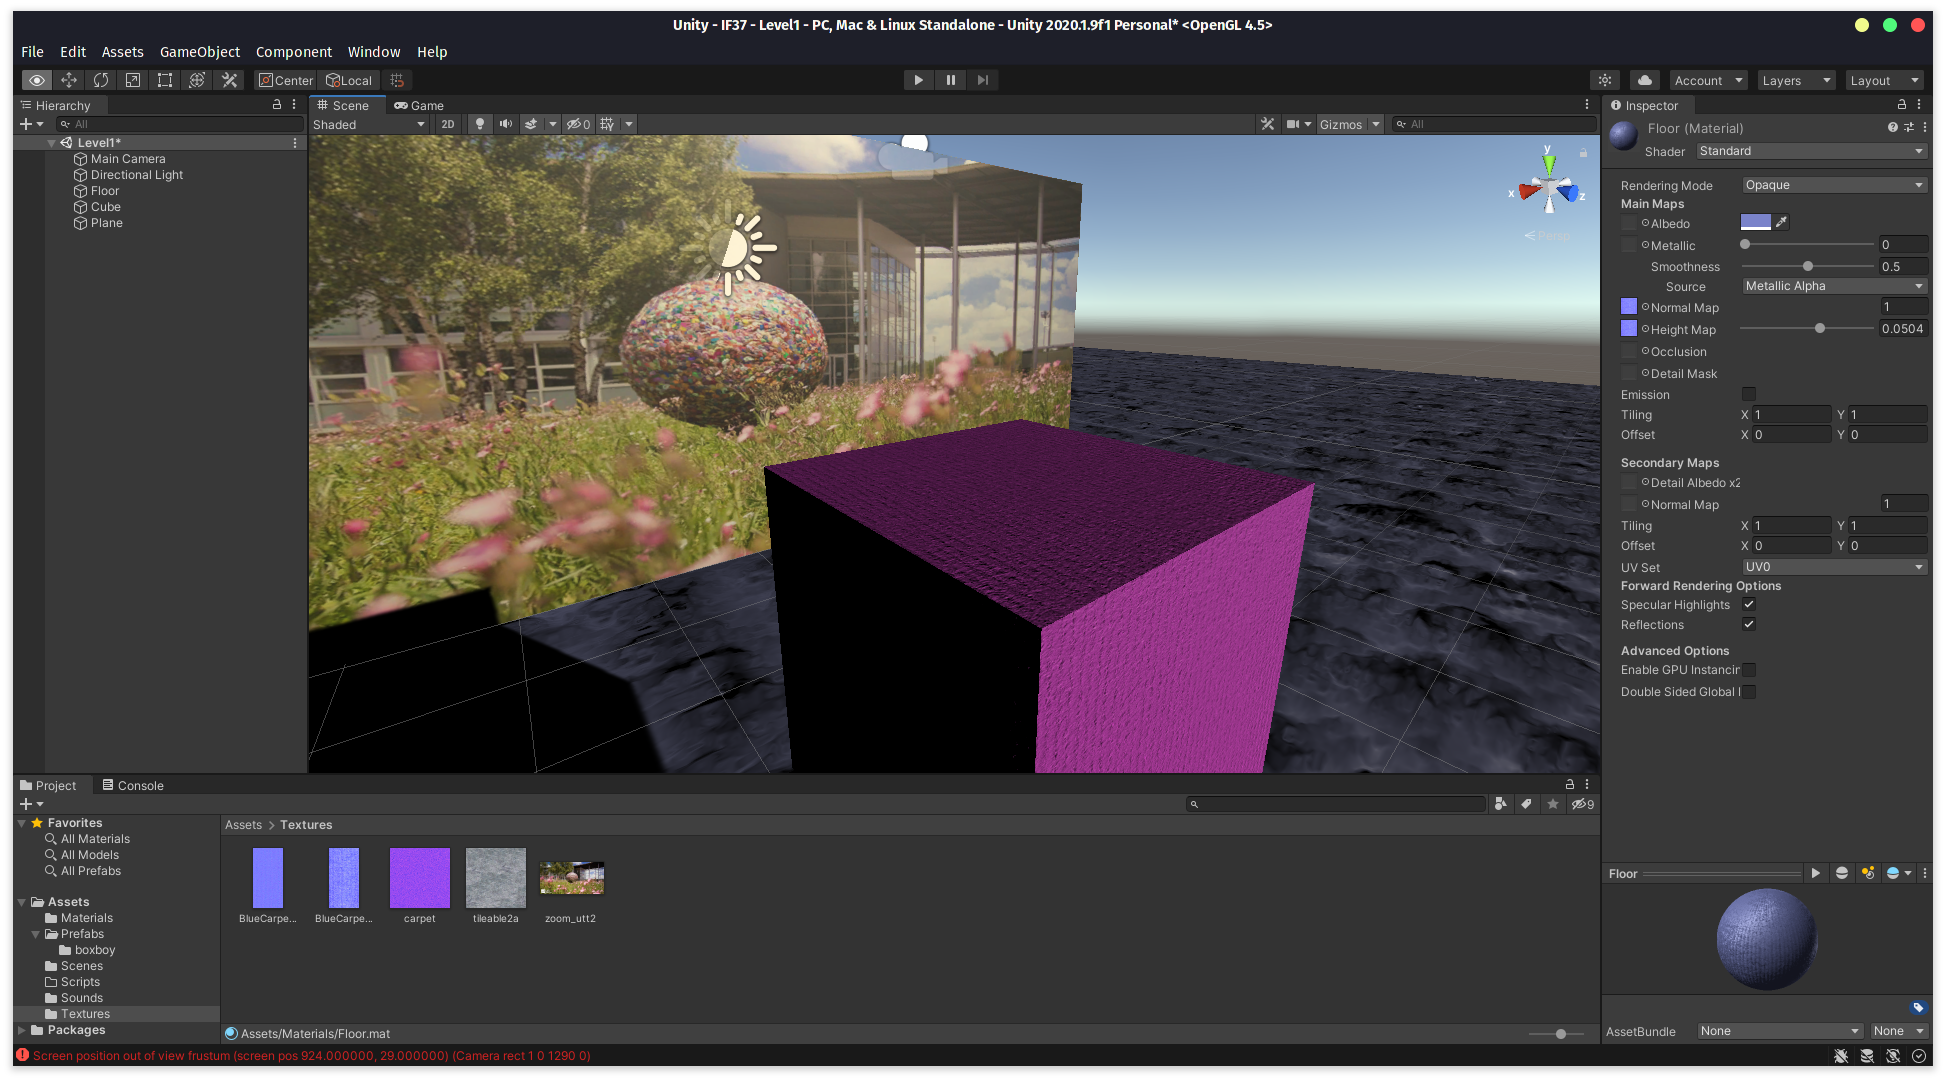 Unity - IF37 - Level1 - PC, Mac & Linux Standalone - Unity 2020.1.9f1 Personal* <OpenGL 4.5>
File Edit Assets GameObject Component Window Help
Center Local Account Layers Layout
Hierarchy
All
Level1*
Main Camera
Directional Light
Floor
Cube
Plane
Scene Game
Shaded 2D 0 Gizmos All
y
x
z
Persp
Inspector
Floor (Material)
Shader Standard
Rendering Mode Opaque
Main Maps
Albedo
Metallic 0
Smoothness 0.5
Source Metallic Alpha
Normal Map 1
Height Map 0.0504
Occlusion
Detail Mask
Emission
Tiling X 1 Y 1
Offset X 0 Y 0
Secondary Maps
Detail Albedo x2
Normal Map 1
Tiling X 1 Y 1
Offset X 0 Y 0
UV Set UV0
Forward Rendering Options
Specular Highlights
Reflections
Advanced Options
Enable GPU Instancin
Double Sided Global I
Project Console
9
Favorites
All Materials
All Models
All Prefabs
Assets
Materials
Prefabs
boxboy
Scenes
Scripts
Sounds
Textures
Packages
Assets > Textures
BlueCarpe... BlueCarpe... carpet tileable2a zoom_utt2
Assets/Materials/Floor.mat
Floor
AssetBundle None None
Screen position out of view frustum (screen pos 924.000000, 29.000000) (Camera rect 1 0 1290 0)